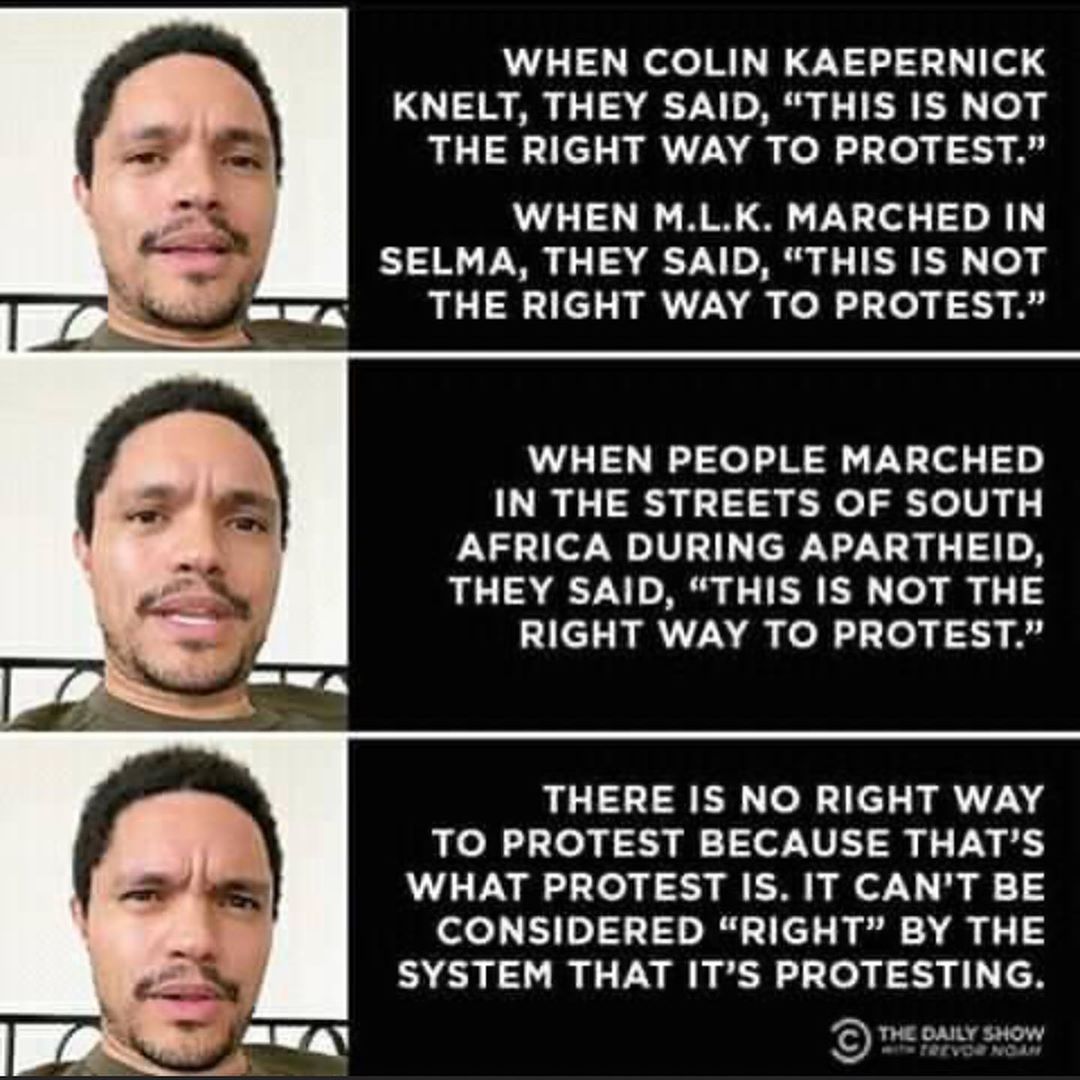 WHEN COLIN KAEPERNICK
KNELT, THEY SAID, “THIS IS NOT
THE RIGHT WAY TO PROTEST.”
WHEN M.L.K. MARCHED IN
SELMA, THEY SAID, “THIS IS NOT
THE RIGHT WAY TO PROTEST.”
WHEN PEOPLE MARCHED
IN THE STREETS OF SOUTH
AFRICA DURING APARTHEID,
THEY SAID, “THIS IS NOT THE
RIGHT WAY TO PROTEST.”
THERE IS NO RIGHT WAY
TO PROTEST BECAUSE THAT’S
WHAT PROTEST IS. IT CAN’T BE
CONSIDERED “RIGHT” BY THE
SYSTEM THAT IT’S PROTESTING.
THE DAILY SHOW
WITH TREVOR NOAH